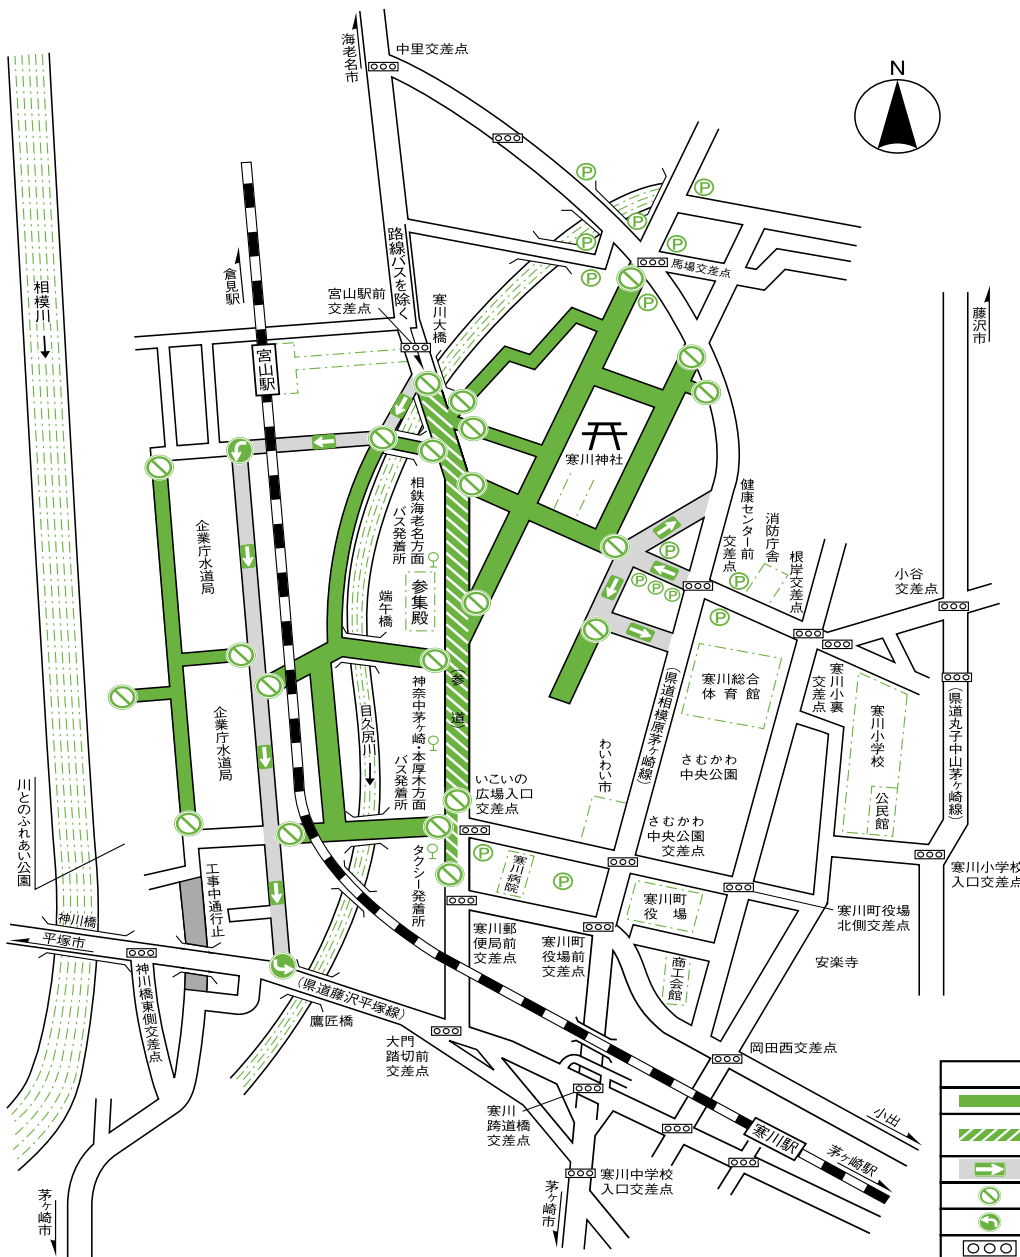 海老名市
中里交差点
N
P
P
P
P
P
馬場交差点
P
P
相模川
倉見駅
路線バスを除く
宮山駅前
交差点
寒川大橋
藤沢市
宮山駅
寒川神社
企業庁水道局
相鉄海老名方面
バス発着所
参集殿
端午橋
健康センター前
交差点
消防庁舎
根岸交差点
小谷
交差点
P
P
P
P
P
P
企業庁水道局
目久尻川
神奈中茅ヶ崎・本厚木方面
バス発着所
（参道）
（県道相模原茅ヶ崎線）
寒川総合
体育館
寒川小裏
交差点
寒川小学校
公民館
（県道丸子中山茅ヶ崎線）
わいわい市
さむかわ
中央公園
さむかわ
中央公園
交差点
いこいの
広場入口
交差点
川とのふれあい公園
タクシー発着所
P
寒川病院
P
寒川町
役場
寒川小学校
入口交差点
寒川町役場
北側交差点
工事中通行止
神川橋
平塚市
神川橋東側交差点
（県道藤沢平塚線）
鷹匠橋
寒川郵
便局前
交差点
寒川町
役場前
交差点
商工会館
安楽寺
大門
踏切前
交差点
岡田西交差点
寒川
跨道橋
交差点
小出
寒川駅
茅ヶ崎駅
寒川中学校
入口交差点
茅ヶ崎市
茅ヶ崎市